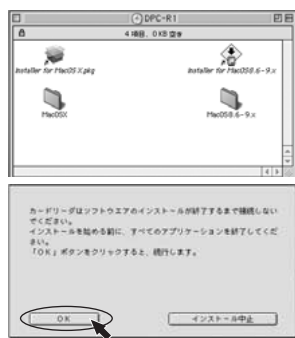 DPC-R1
4 項目、0 KB 空き
Installer for MacOS X.pkg
Installer for MacOS8.6-9.x
MacOSX
MacOS8.6-9.x
カードリーダはソフトウエアのインストールが終了するまで接続しない
でください。
インストールを始める前に、すべてのアプリケーションを終了してくだ
さい。
「OK」ボタンをクリックすると、続行します。
OK
インストール中止